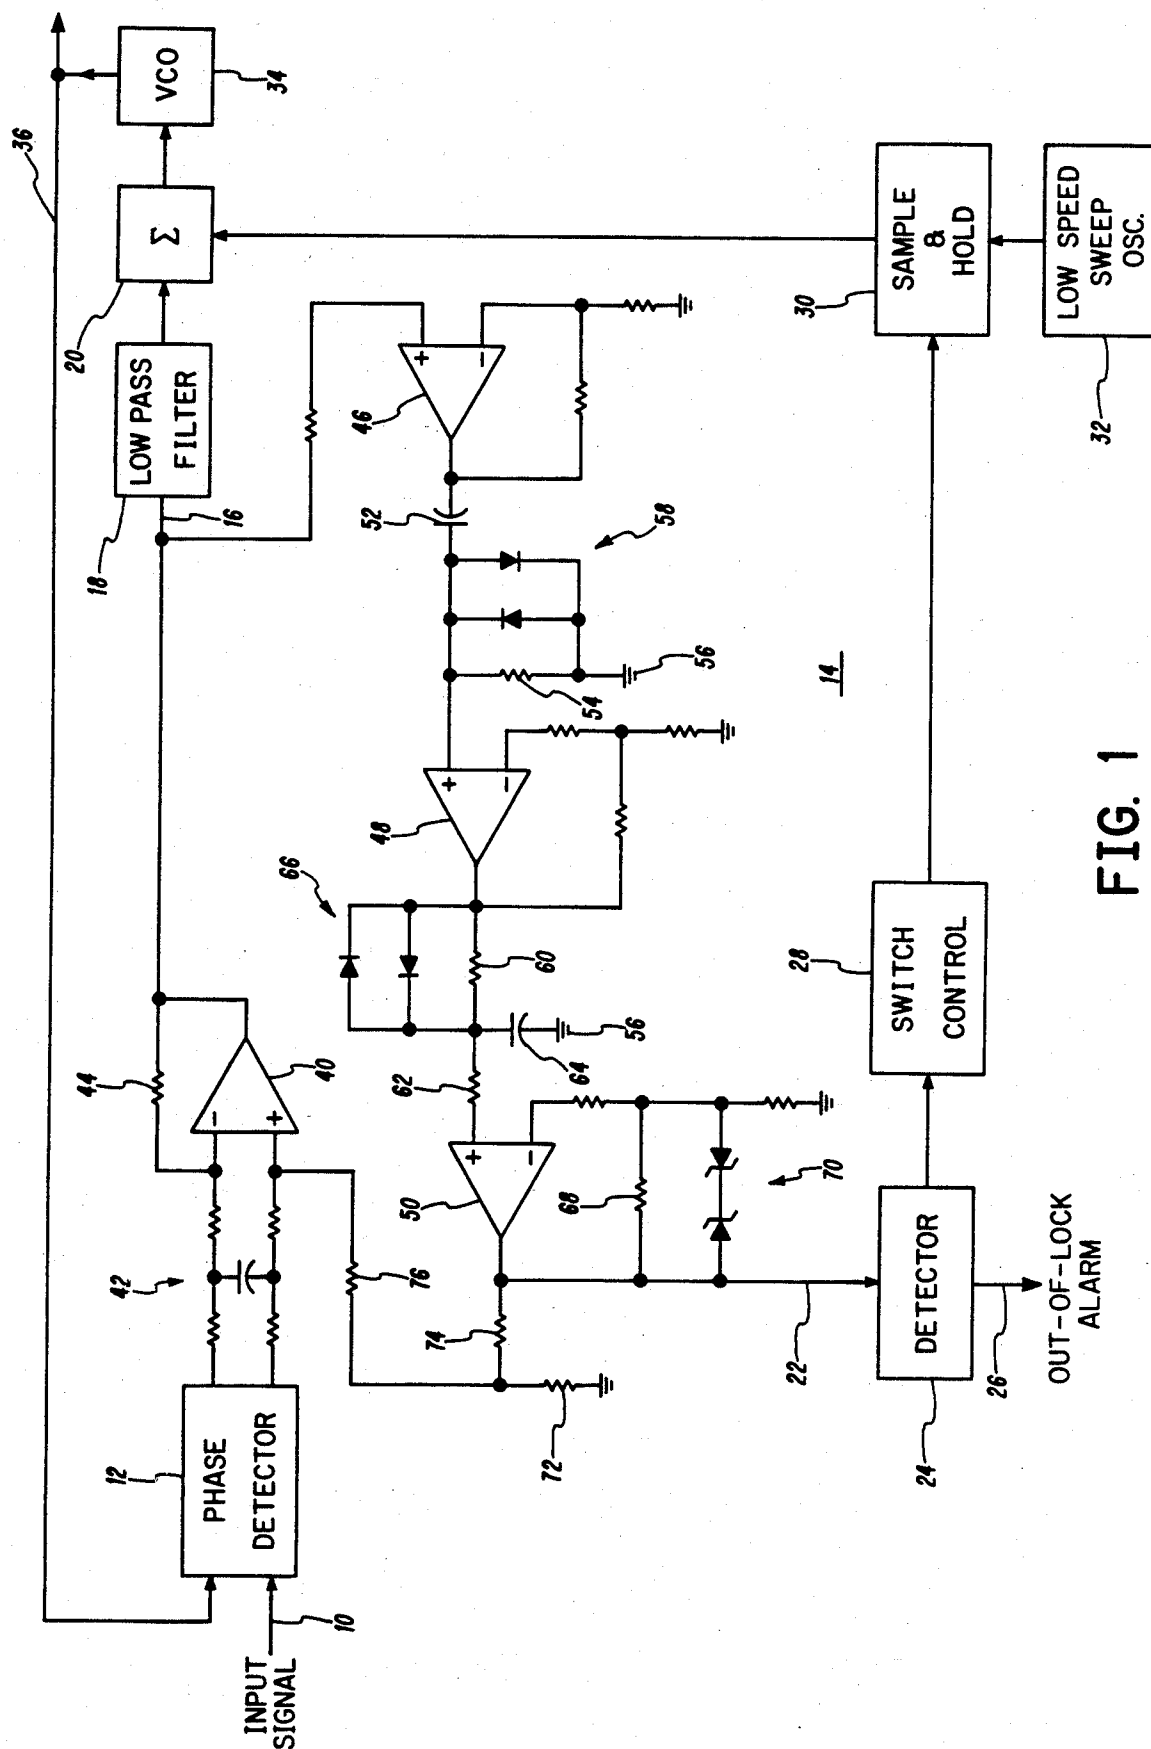 36
VCO
34
20
Σ
LOW PASS
FILTER
18
16
44
40
+
−
42
76
12
PHASE
DETECTOR
10
INPUT
SIGNAL
46
+
−
52
58
54
56
48
+
−
66
60
56
64
62
50
+
−
68
70
74
72
22
14
SAMPLE
&
HOLD
30
LOW SPEED
SWEEP
OSC.
32
28
SWITCH
CONTROL
DETECTOR
24
26
OUT-OF-LOCK
ALARM
FIG. 1